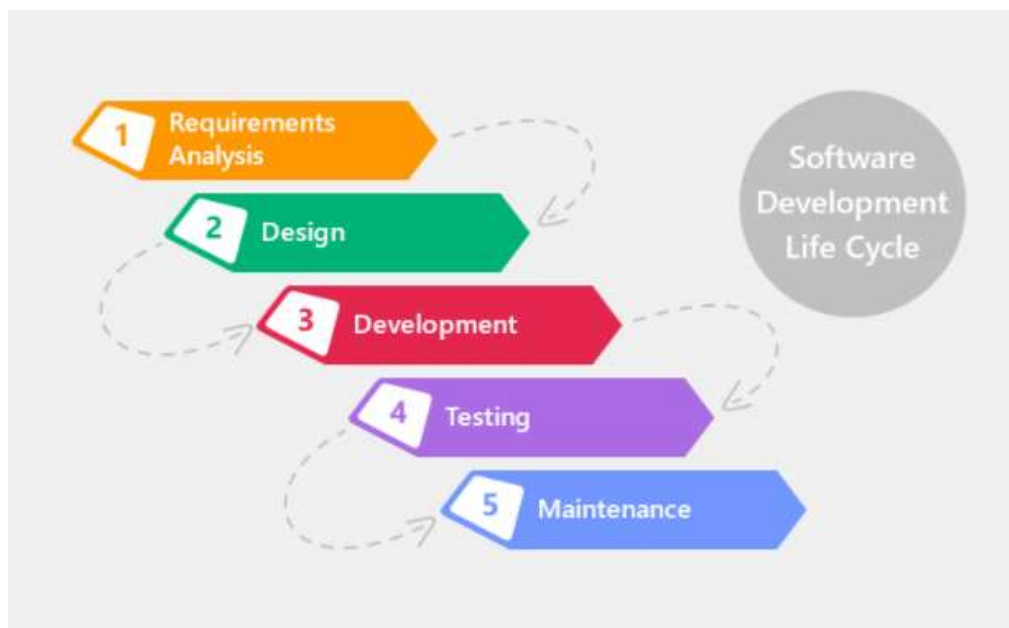 1
Requirements
Analysis
2
Design
3
Development
4
Testing
5
Maintenance
Software
Development
Life Cycle